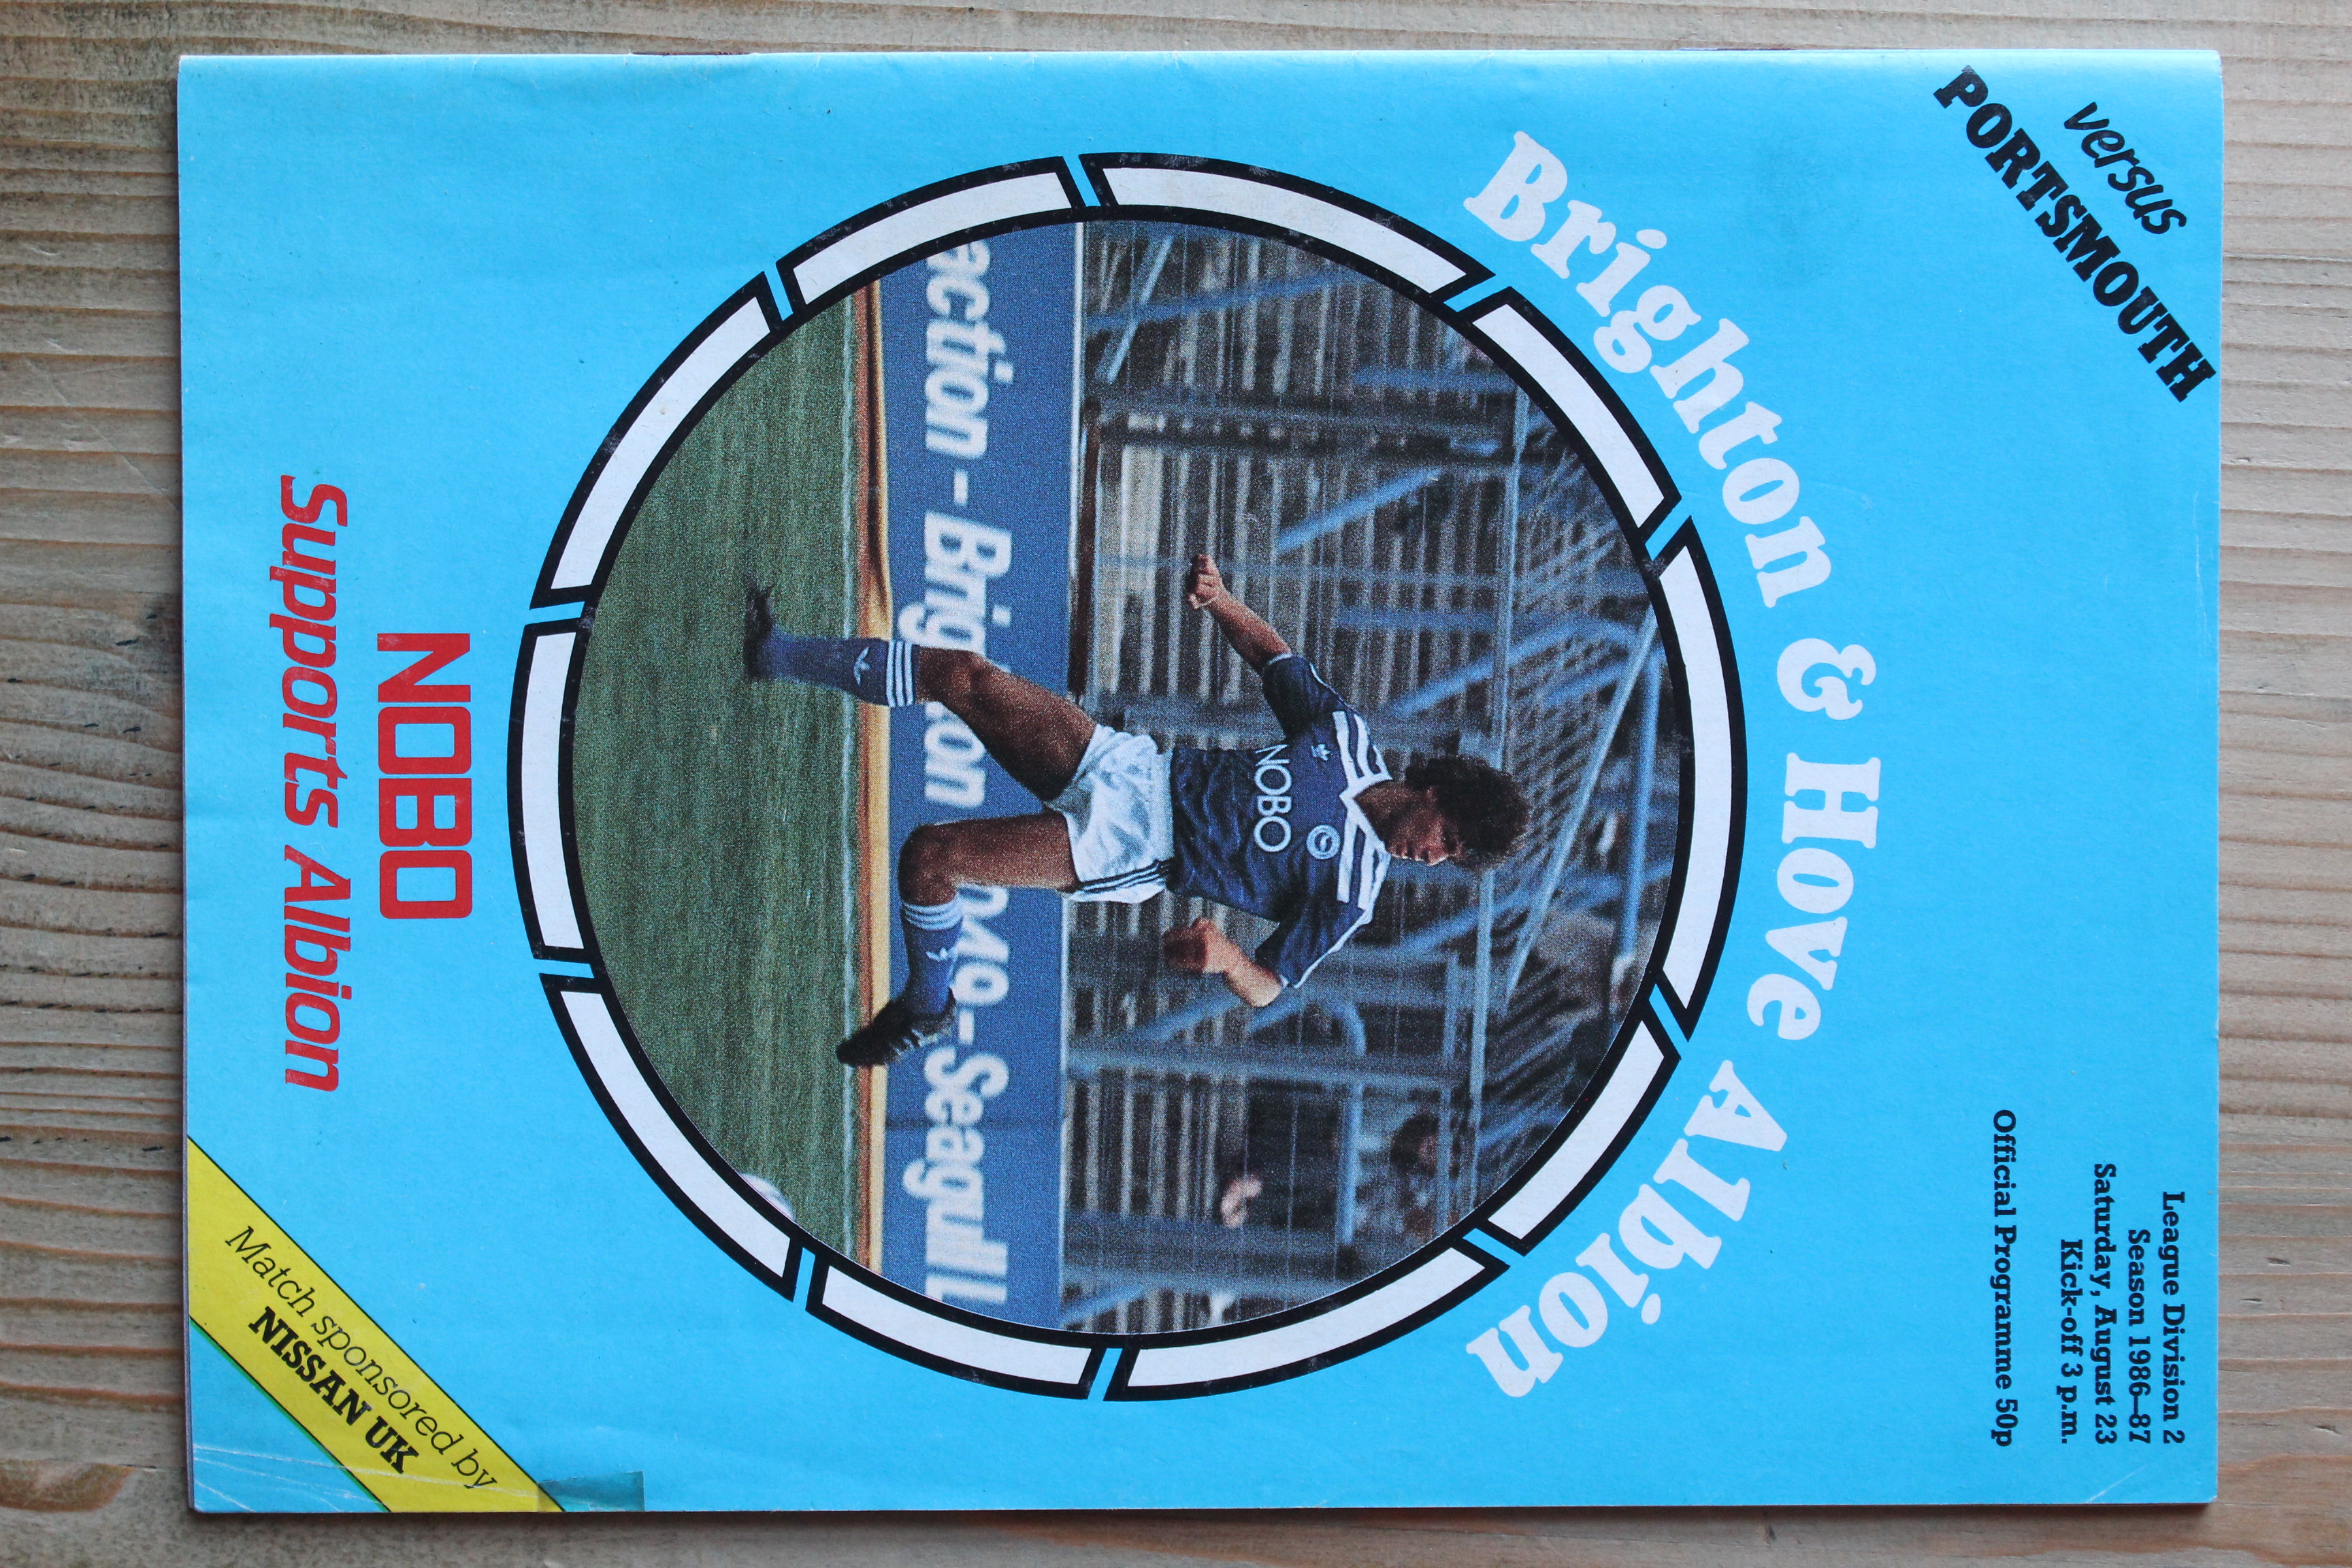 versus
PORTSMOUTH
League Division 2
Season 1986–87
Saturday, August 23
Kick-off 3 p.m.
Official Programme 50p
Brighton & Hove Albion
NOBO
NOBO
Supports Albion
Match sponsored by
NISSAN UK